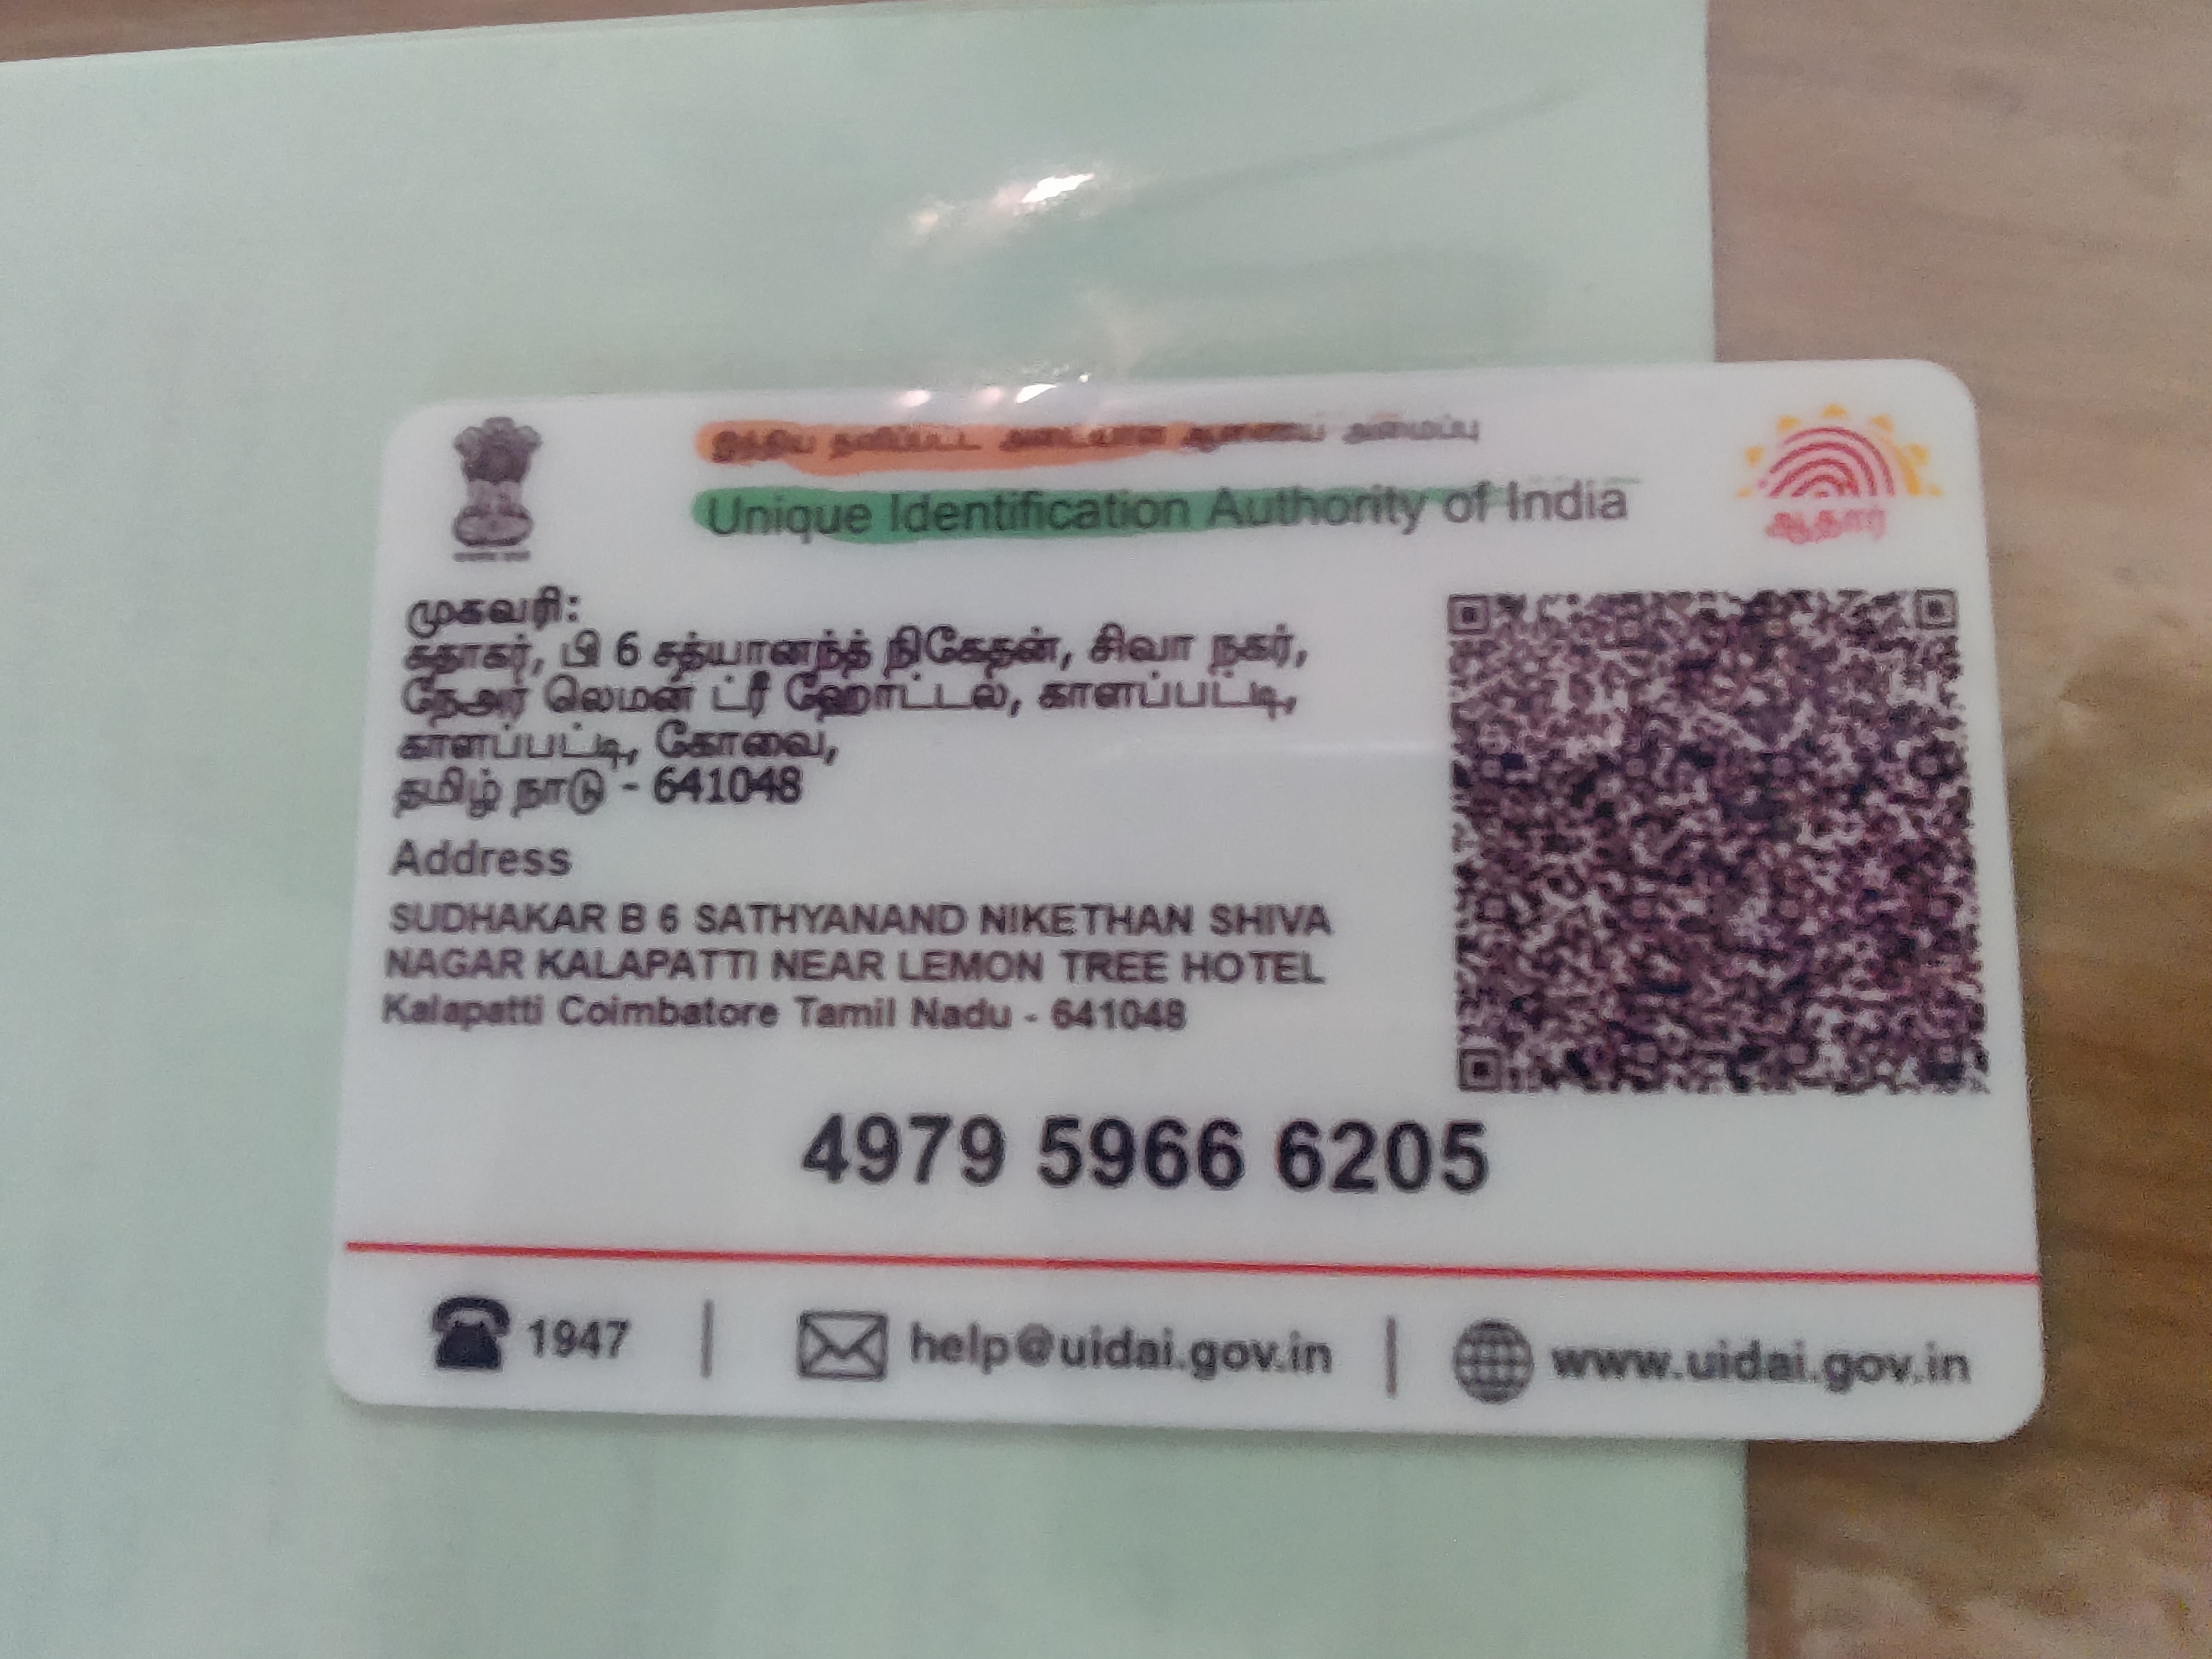 இந்திய தனிப்பட்ட அடையாள ஆணைய அமைப்பு
Unique Identification Authority of India
ஆதார்
முகவரி:
சுதாகர், பி 6 சத்யானந்த் நிகேதன், சிவா நகர்,
நேஅர் லெமன் ட்ரீ ஹோட்டல், காளப்பட்டி,
காளப்பட்டி, கோவை,
தமிழ் நாடு - 641048
Address
SUDHAKAR B 6 SATHYANAND NIKETHAN SHIVA
NAGAR KALAPATTI NEAR LEMON TREE HOTEL
Kalapatti Coimbatore Tamil Nadu - 641048
4979 5966 6205
1947 | help@uidai.gov.in | www.uidai.gov.in